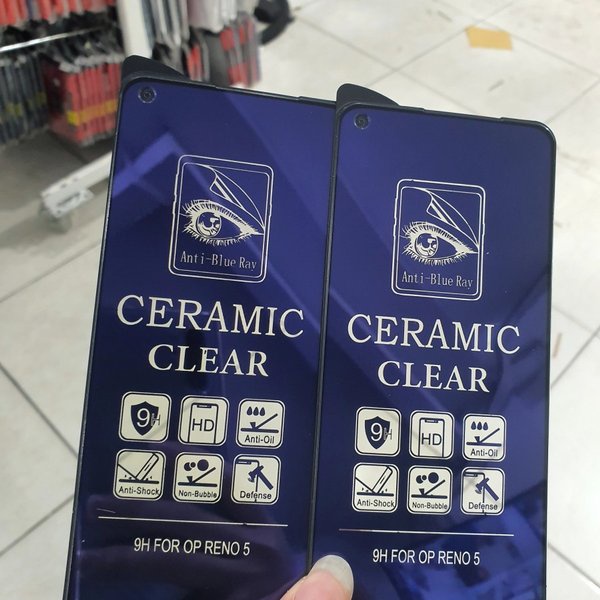 Anti-Blue Ray
CERAMIC
CLEAR
9H
HD
Anti-Oil
Anti-Shock
Non-Bubble
Defense
9H FOR OP RENO 5
Anti-Blue Ray
CERAMIC
CLEAR
9H
HD
Anti-Oil
Anti-Shock
Non-Bubble
Defense
9H FOR OP RENO 5